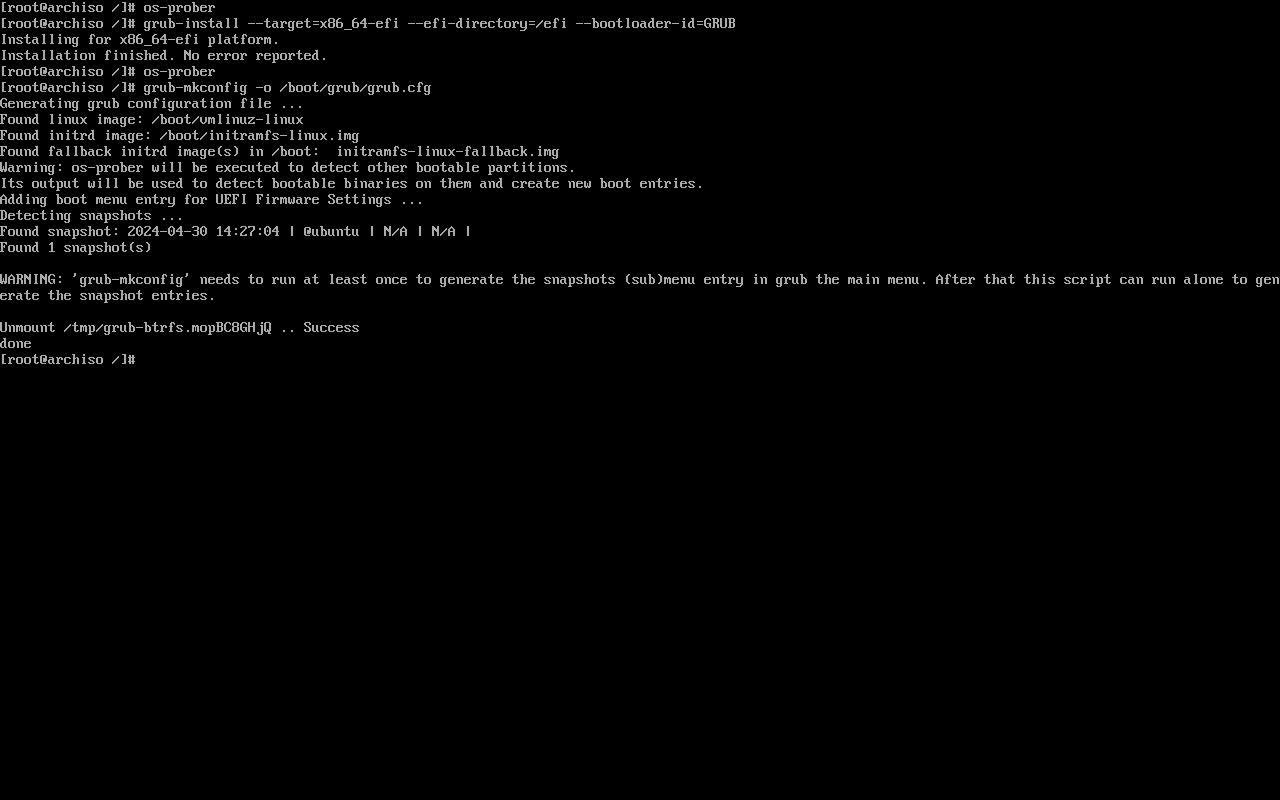 [root@archiso /]# os-prober
[root@archiso /]# grub-install --target=x86_64-efi --efi-directory=/efi --bootloader-id=GRUB
Installing for x86_64-efi platform.
Installation finished. No error reported.
[root@archiso /]# os-prober
[root@archiso /]# grub-mkconfig -o /boot/grub/grub.cfg
Generating grub configuration file ...
Found linux image: /boot/vmlinuz-linux
Found initrd image: /boot/initramfs-linux.img
Found fallback initrd image(s) in /boot:  initramfs-linux-fallback.img
Warning: os-prober will be executed to detect other bootable partitions.
Its output will be used to detect bootable binaries on them and create new boot entries.
Adding boot menu entry for UEFI Firmware Settings ...
Detecting snapshots ...
Found snapshot: 2024-04-30 14:27:04 | @ubuntu | N/A | N/A |
Found 1 snapshot(s)
WARNING: 'grub-mkconfig' needs to run at least once to generate the snapshots (sub)menu entry in grub the main menu. After that this script can run alone to gen
erate the snapshot entries.
Unmount /tmp/grub-btrfs.mopBC8GHjQ .. Success
done
[root@archiso /]#